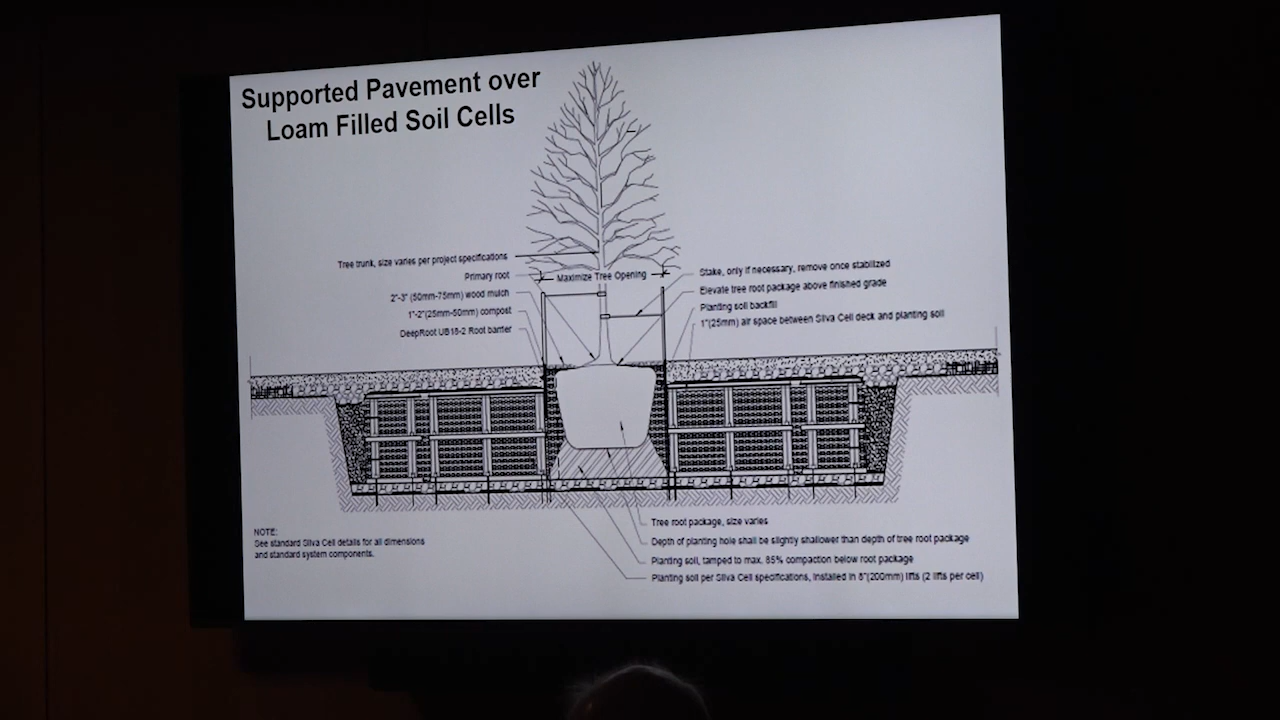 Supported Pavement over
Loam Filled Soil Cells
Tree trunk, size varies per project specifications
Primary root
2"-3" (50mm-75mm) wood mulch
1"-2"(25mm-50mm) compost
DeepRoot UB18-2 Root barrier
Maximize Tree Opening
Stake, only if necessary, remove once stabilized
Elevate tree root package above finished grade
Planting soil backfill
1"(25mm) air space between Silva Cell deck and planting soil
NOTE:
See standard Silva Cell details for all dimensions
and standard system components.
Tree root package, size varies
Depth of planting hole shall be slightly shallower than depth of tree root package
Planting soil, tamped to max. 85% compaction below root package
Planting soil per Silva Cell specifications, installed in 8"(200mm) lifts (2 lifts per cell)